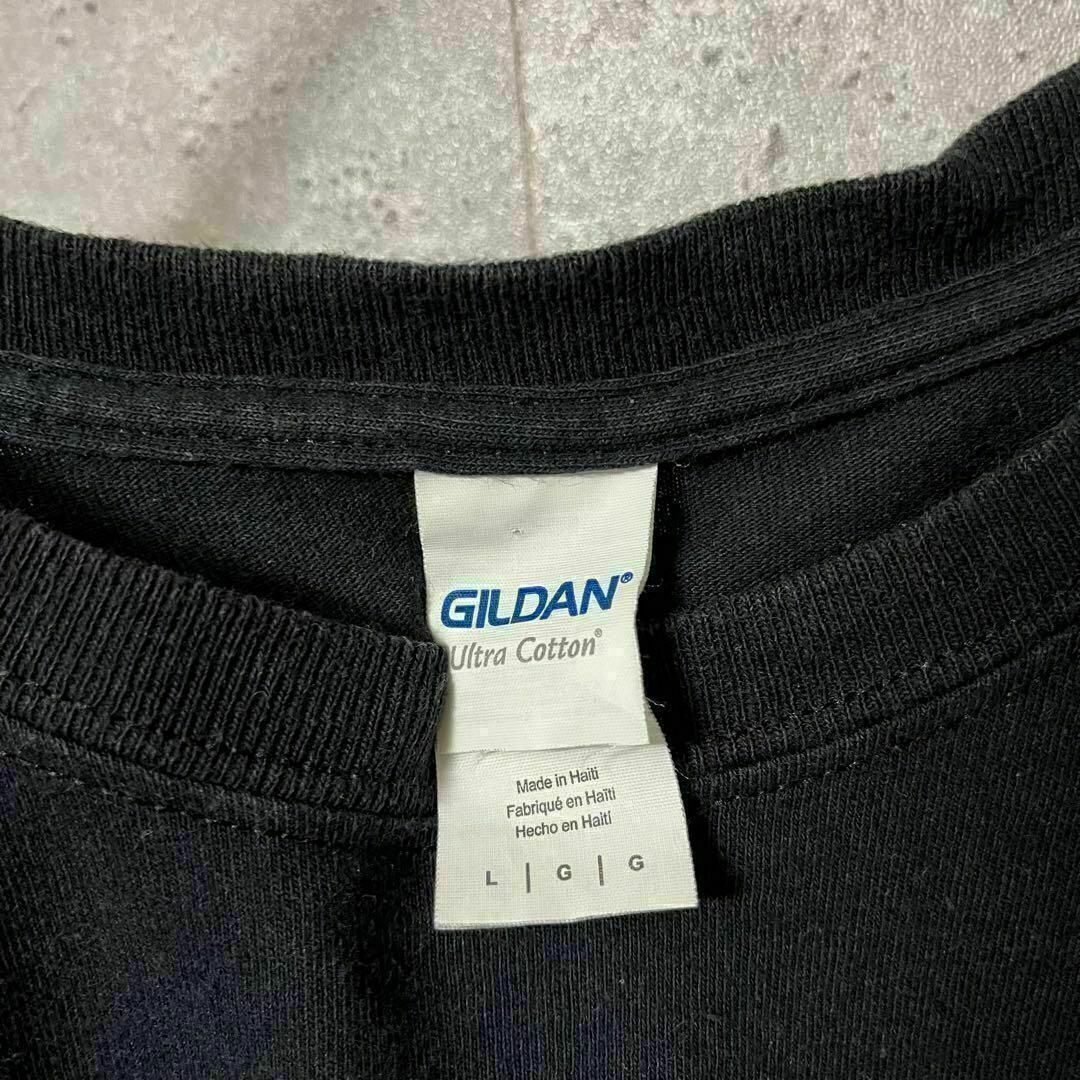 GILDAN®
Ultra Cotton®
Made in Haiti
Fabriqué en Haïti
Hecho en Haití
L | G | G